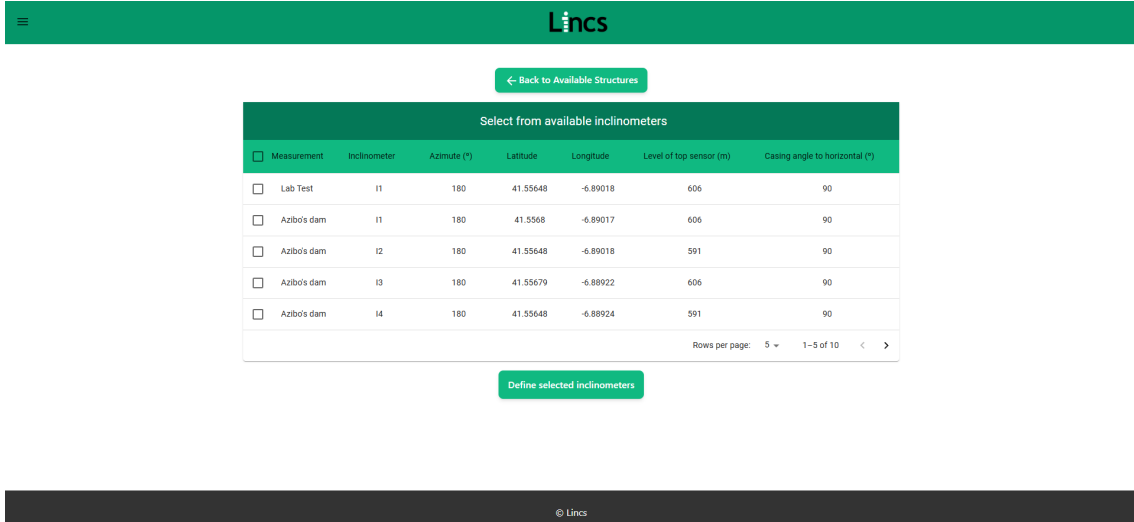 Lincs
← Back to Available Structures
Select from available inclinometers
Measurement Inclinometer Azimute (º) Latitude Longitude Level of top sensor (m) Casing angle to horizontal (º)
Lab Test I1 180 41.55648 -6.89018 606 90
Azibo's dam I1 180 41.5568 -6.89017 606 90
Azibo's dam I2 180 41.55648 -6.89018 591 90
Azibo's dam I3 180 41.55679 -6.88922 606 90
Azibo's dam I4 180 41.55648 -6.88924 591 90
Rows per page: 5 1–5 of 10
Define selected inclinometers
© Lincs